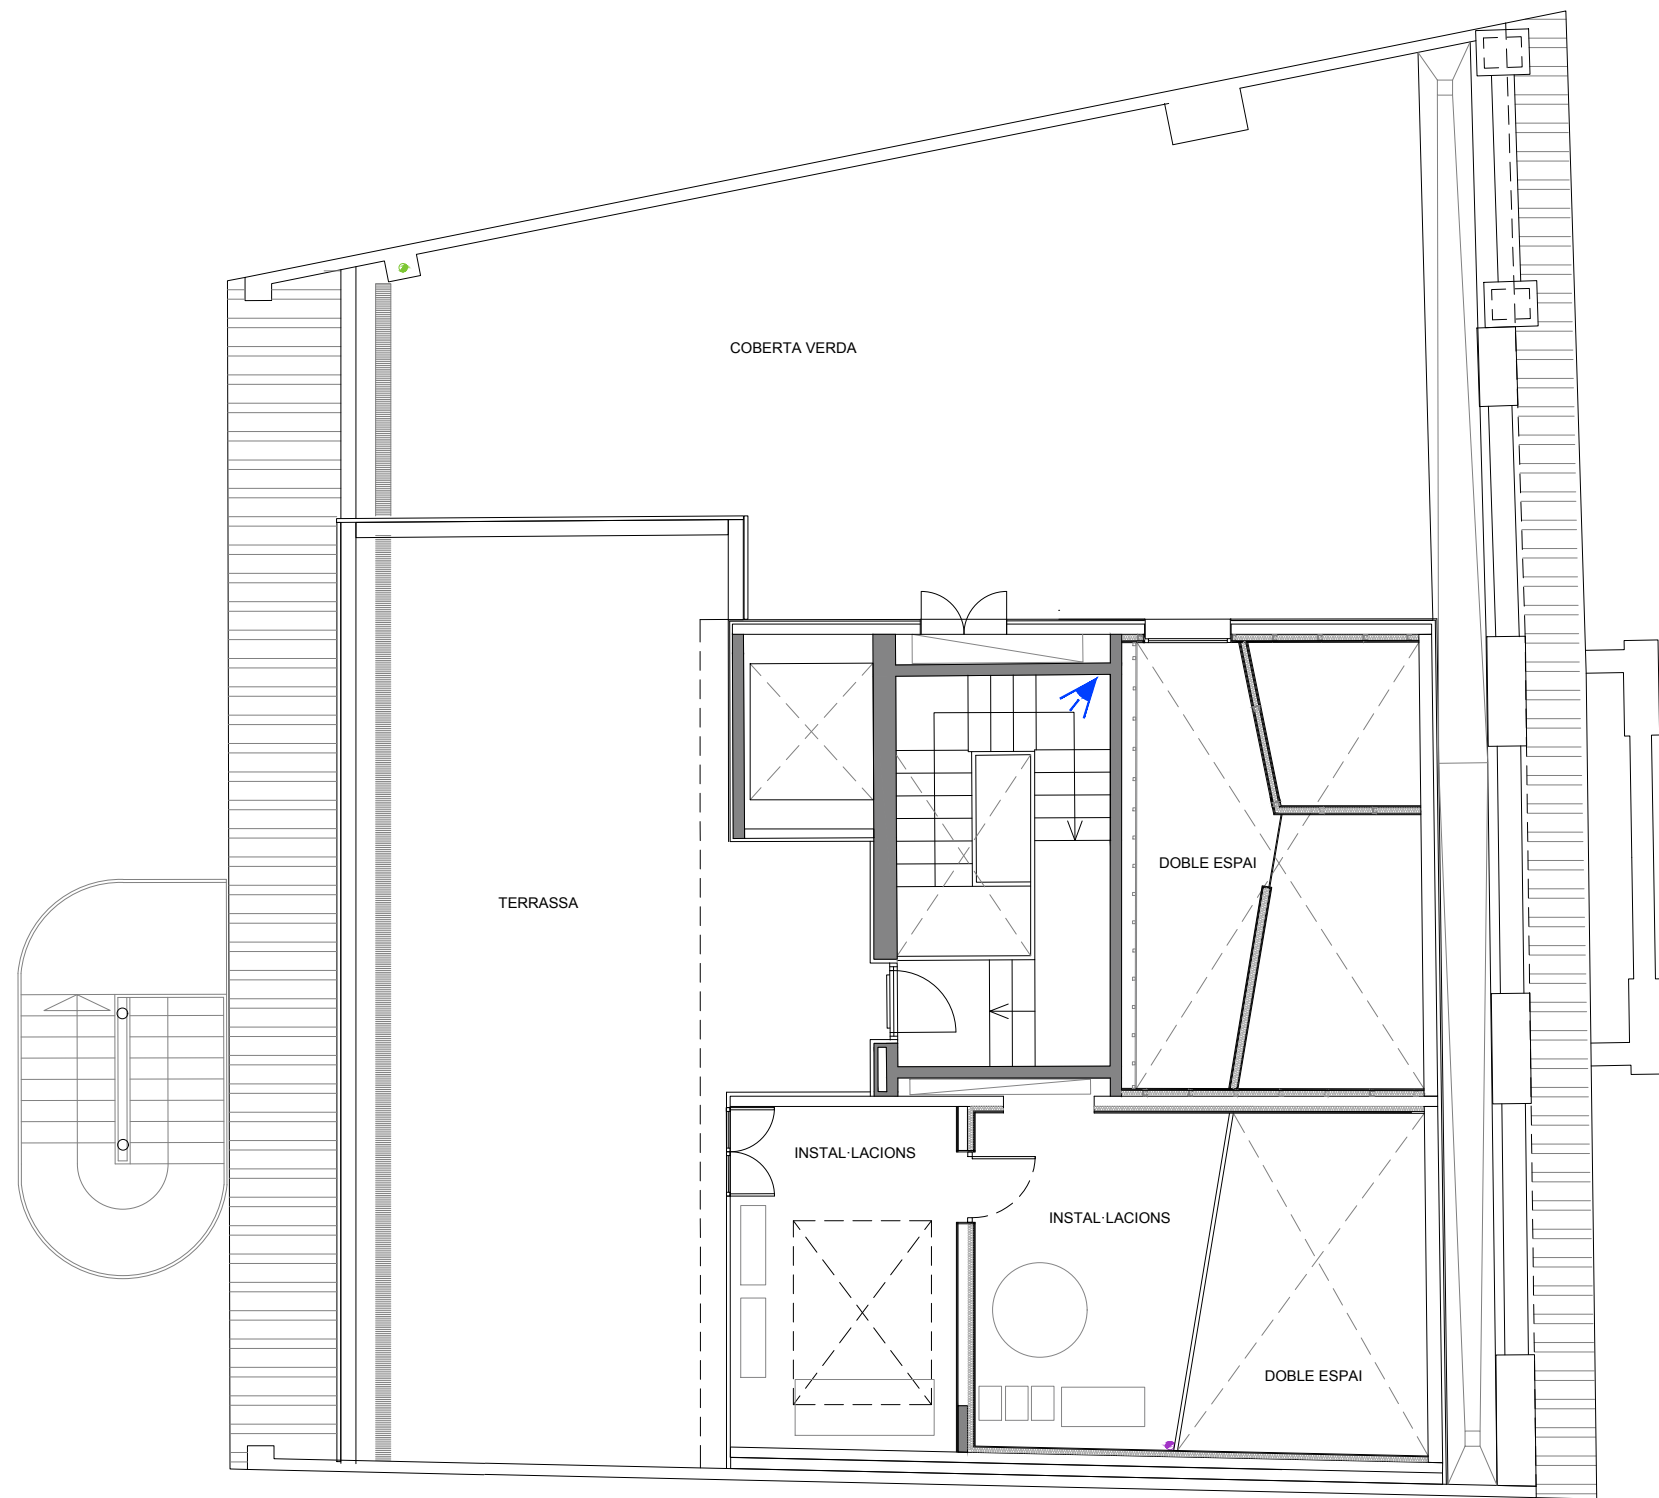 COBERTA VERDA
DOBLE ESPAI
TERRASSA
INSTAL·LACIONS
INSTAL·LACIONS
DOBLE ESPAI